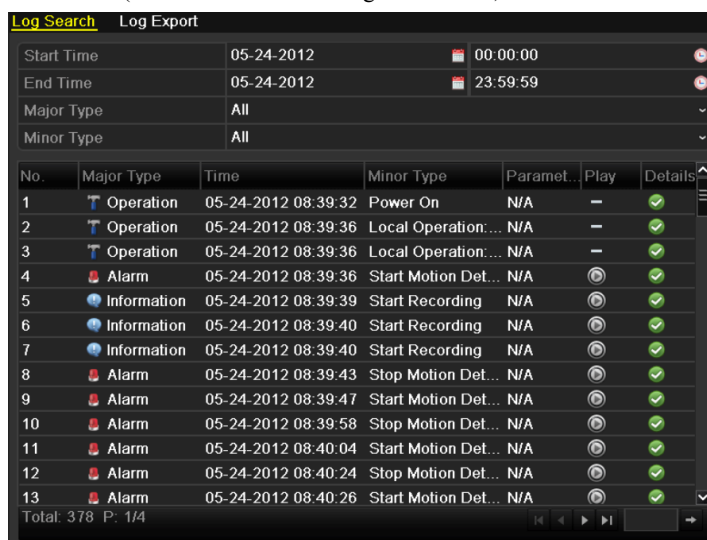 Log Search Log Export
Start Time 05-24-2012 00:00:00
End Time 05-24-2012 23:59:59
Major Type All
Minor Type All
No. Major Type Time Minor Type Paramet... Play Details
1 Operation 05-24-2012 08:39:32 Power On N/A –
2 Operation 05-24-2012 08:39:36 Local Operation:... N/A –
3 Operation 05-24-2012 08:39:36 Local Operation:... N/A –
4 Alarm 05-24-2012 08:39:36 Start Motion Det... N/A
5 Information 05-24-2012 08:39:39 Start Recording N/A
6 Information 05-24-2012 08:39:40 Start Recording N/A
7 Information 05-24-2012 08:39:40 Start Recording N/A
8 Alarm 05-24-2012 08:39:43 Stop Motion Det... N/A
9 Alarm 05-24-2012 08:39:47 Start Motion Det... N/A
10 Alarm 05-24-2012 08:39:58 Stop Motion Det... N/A
11 Alarm 05-24-2012 08:40:04 Start Motion Det... N/A
12 Alarm 05-24-2012 08:40:24 Stop Motion Det... N/A
13 Alarm 05-24-2012 08:40:26 Start Motion Det... N/A
Total: 378 P: 1/4